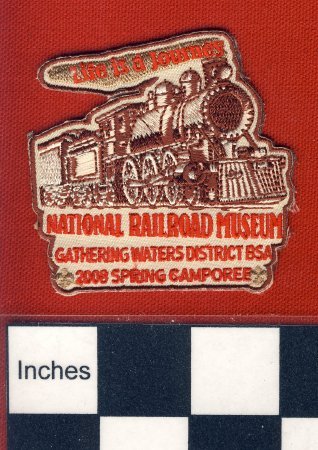 Life is a Journey
NATIONAL RAILROAD MUSEUM
GATHERING WATERS DISTRICT BSA
2008 SPRING CAMPOREE
Inches